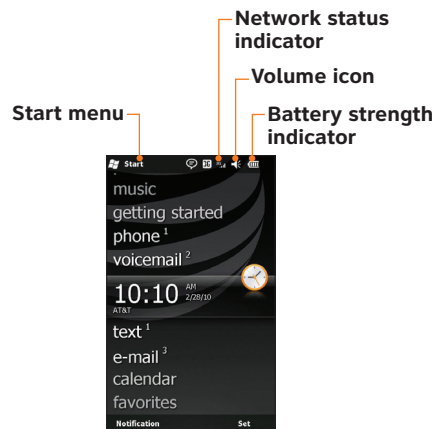 Network status
indicator
Volume icon
Start menu
Battery strength
indicator
Start
music
getting started
phone 1
voicemail 2
10:10 AM
2/28/10
AT&T
text 1
e-mail 3
calendar
favorites
Notification Set